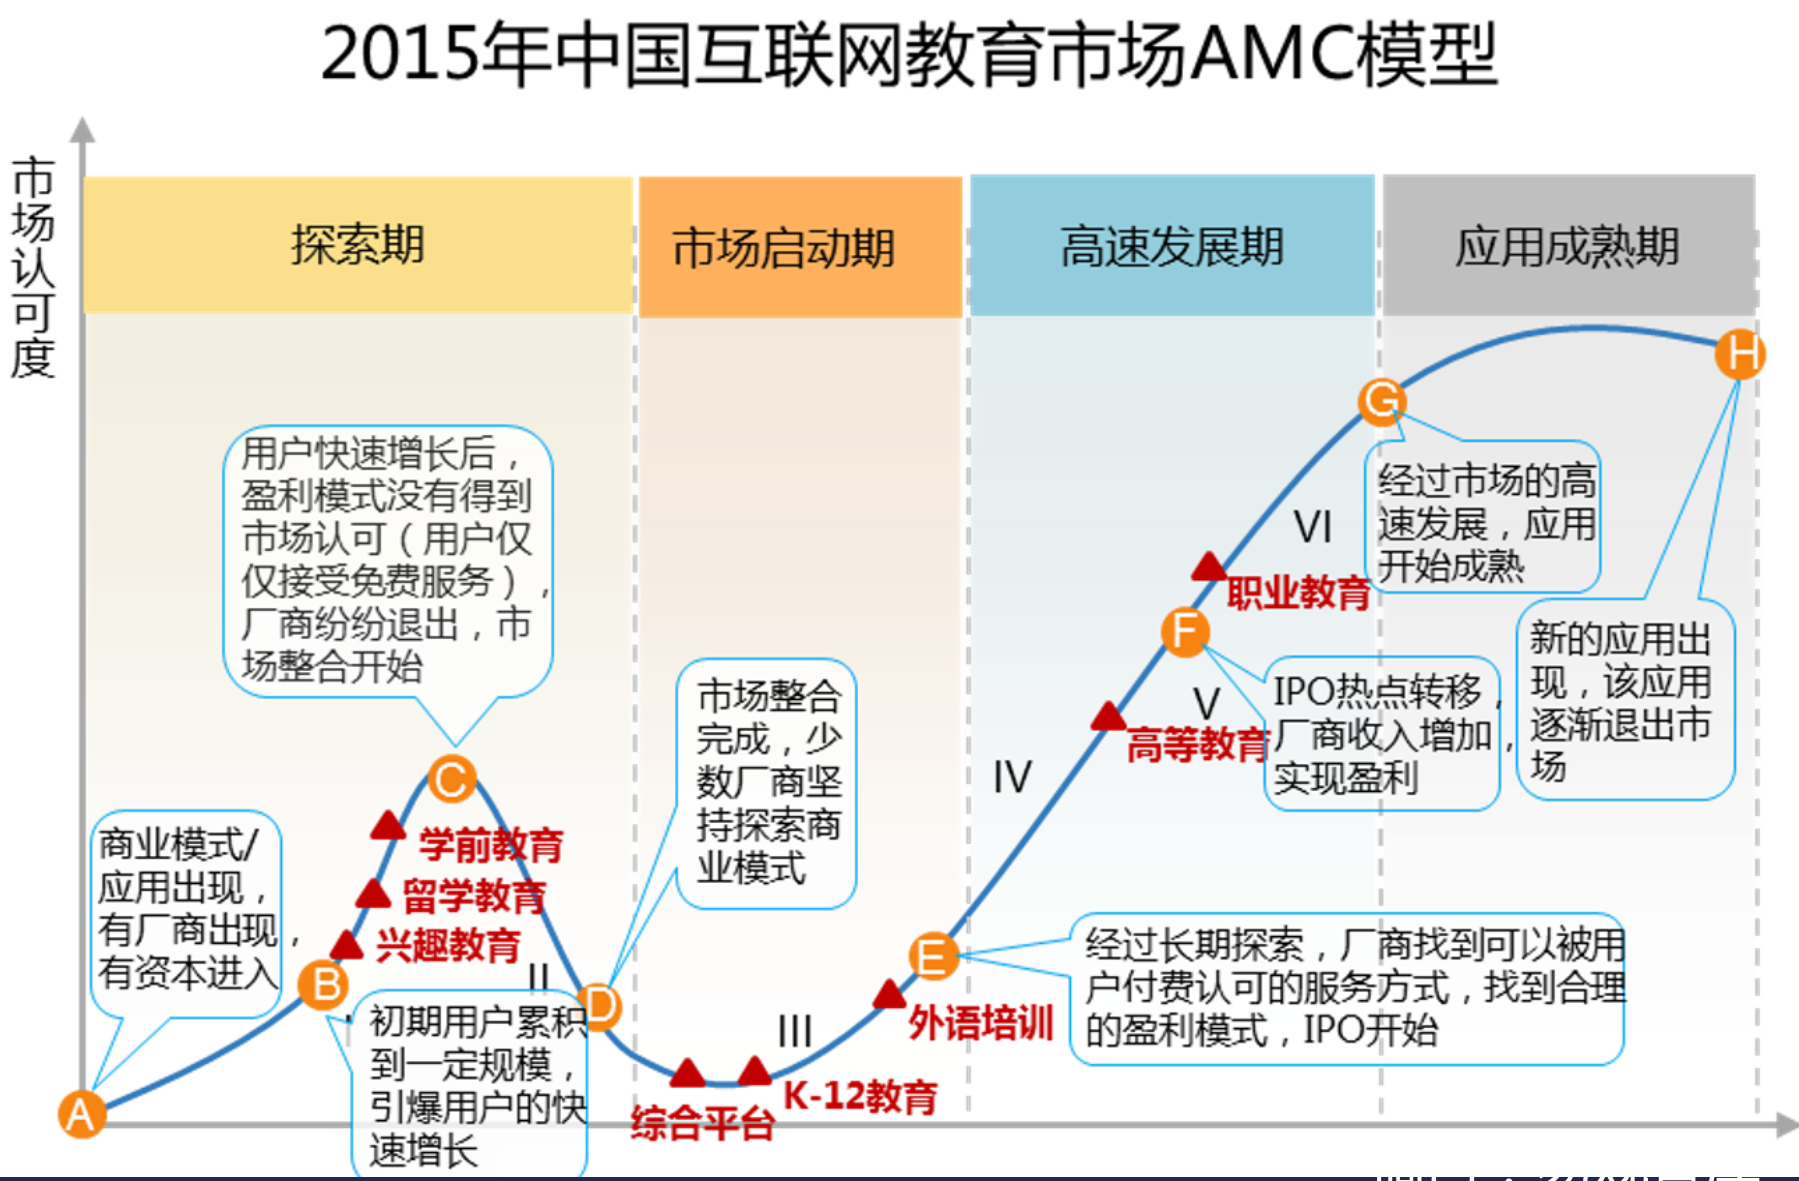 2015年中国互联网教育市场AMC模型
市场认可度
探索期
市场启动期
高速发展期
应用成熟期
用户快速增长后，
盈利模式没有得到
市场认可（用户仅
仅接受免费服务），
厂商纷纷退出，市
场整合开始
商业模式/
应用出现，
有厂商出现，
有资本进入
A
B
C
学前教育
留学教育
兴趣教育
I
II
初期用户累积
到一定规模，
引爆用户的快
速增长
D
市场整合
完成，少
数厂商坚
持探索商
业模式
综合平台
K-12教育
III
外语培训
E
经过长期探索，厂商找到可以被用
户付费认可的服务方式，找到合理
的盈利模式，IPO开始
IV
高等教育
V
F
IPO热点转移，
厂商收入增加，
实现盈利
职业教育
VI
G
经过市场的高
速发展，应用
开始成熟
H
新的应用出
现，该应用
逐渐退出市
场